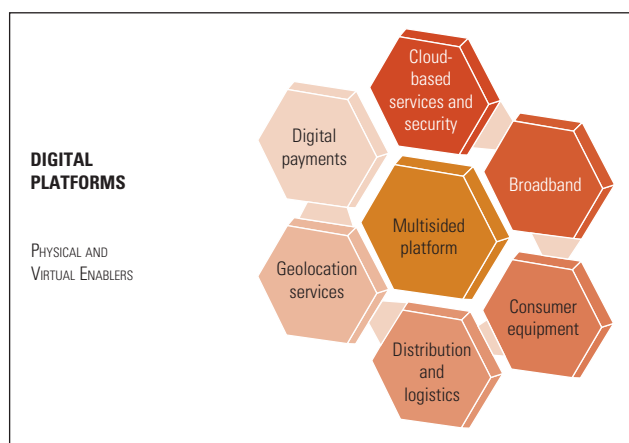 DIGITAL
PLATFORMS
PHYSICAL AND
VIRTUAL ENABLERS
Cloud-
based
services and
security
Digital
payments
Broadband
Multisided
platform
Geolocation
services
Consumer
equipment
Distribution
and
logistics